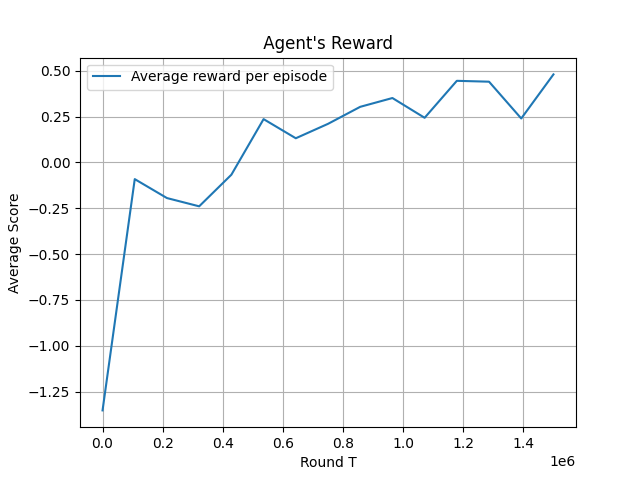 Agent's Reward
Average reward per episode
Average Score
0.50
0.25
0.00
−0.25
−0.50
−0.75
−1.00
−1.25
0.0 0.2 0.4 0.6 0.8 1.0 1.2 1.4
1e6
Round T